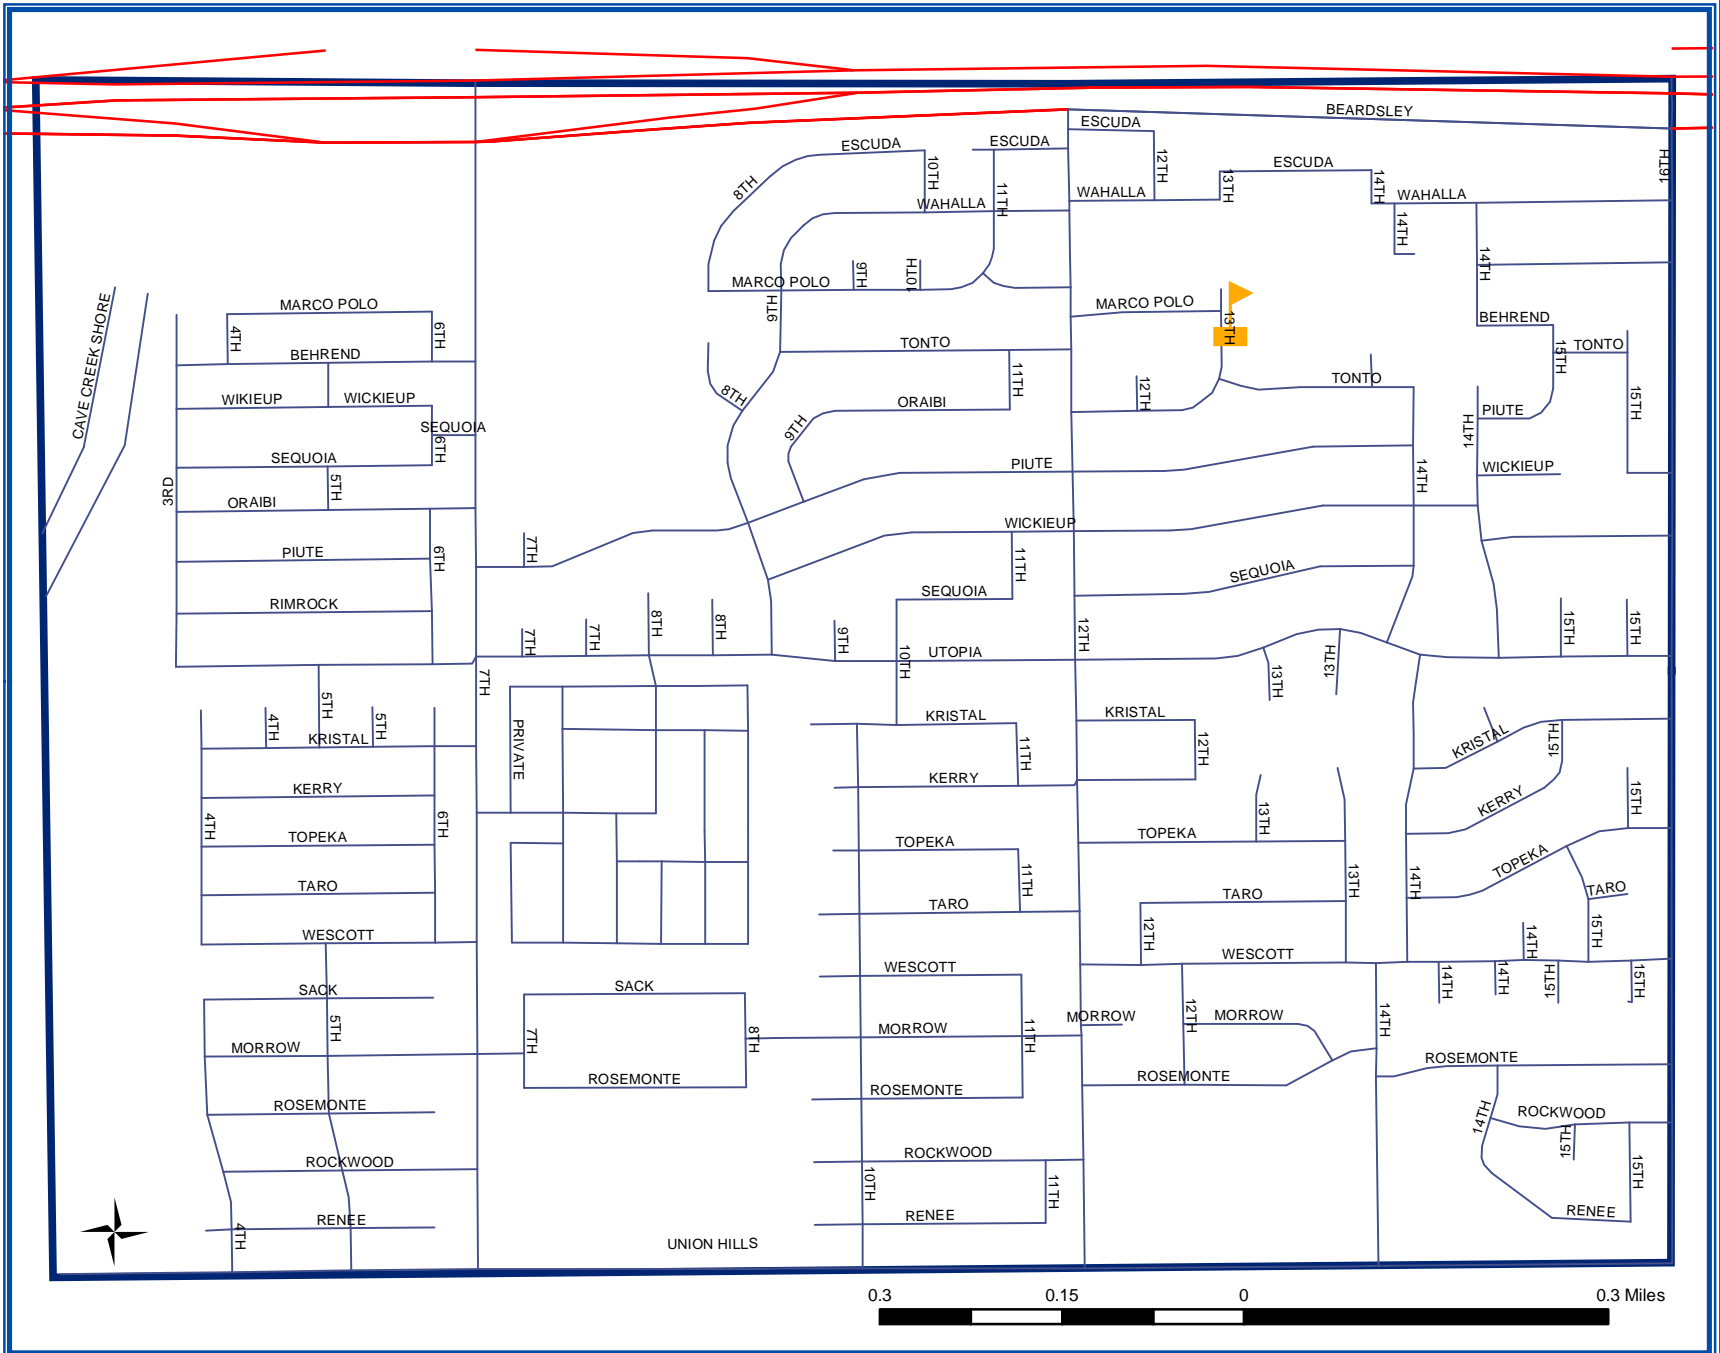 BEARDSLEY
ESCUDA
ESCUDA
ESCUDA
10TH
12TH
16TH
ESCUDA
8TH
11TH
WAHALLA
13TH
14TH
WAHALLA
WAHALLA
14TH
MARCO POLO
9TH
10TH
14TH
CAVE CREEK SHORE
MARCO POLO
9TH
MARCO POLO
13TH
BEHREND
4TH
6TH
BEHREND
TONTO
15TH
TONTO
11TH
TONTO
8TH
12TH
15TH
WIKIEUP
WICKIEUP
ORAIBI
PIUTE
SEQUOIA
9TH
14TH
6TH
SEQUOIA
PIUTE
WICKIEUP
3RD
5TH
14TH
ORAIBI
WICKIEUP
PIUTE
6TH
7TH
11TH
SEQUOIA
SEQUOIA
RIMROCK
8TH
8TH
15TH
15TH
7TH
7TH
9TH
12TH
10TH
UTOPIA
13TH
7TH
13TH
5TH
4TH
5TH
KRISTAL
KRISTAL
KRISTAL
KRISTAL
15TH
PRIVATE
11TH
12TH
KERRY
KERRY
KERRY
15TH
4TH
6TH
13TH
TOPEKA
TOPEKA
TOPEKA
TOPEKA
TARO
11TH
13TH
14TH
TARO
TARO
TARO
WESCOTT
12TH
15TH
14TH
WESCOTT
WESCOTT
SACK
SACK
14TH
14TH
15TH
15TH
5TH
7TH
8TH
MORROW
11TH
MORROW
12TH
MORROW
14TH
MORROW
ROSEMONTE
ROSEMONTE
ROSEMONTE
ROSEMONTE
ROSEMONTE
14TH
ROCKWOOD
15TH
ROCKWOOD
ROCKWOOD
10TH
11TH
15TH
RENEE
RENEE
RENEE
4TH
UNION HILLS
0.3 0.15 0 0.3 Miles